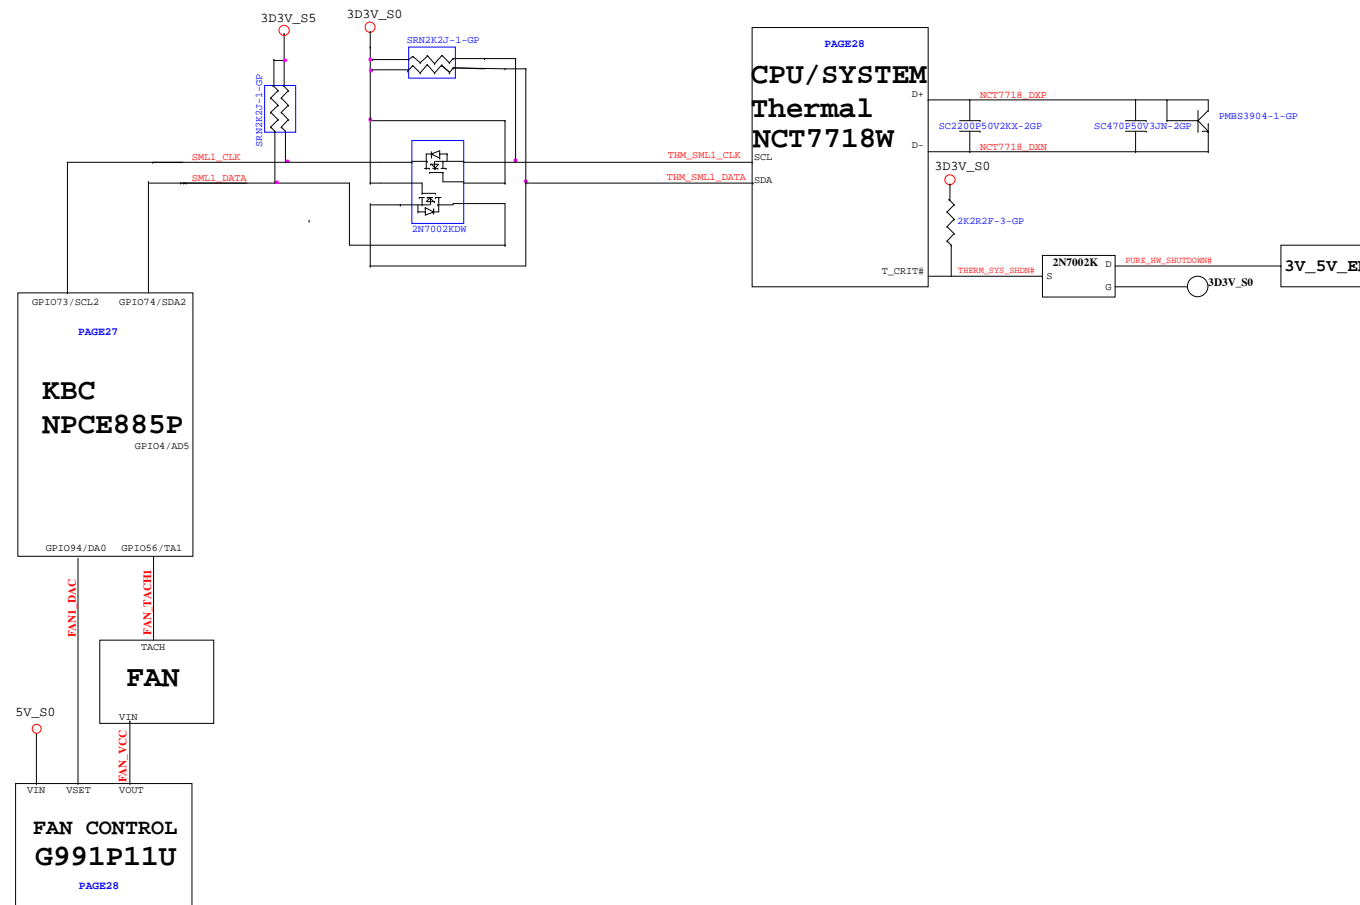 3D3V_S5
3D3V_S0
SRN2K2J-1-GP
SRN2K2J-1-GP
SML1_CLK
SML1_DATA
2N7002KDW
THM_SML1_CLK
THM_SML1_DATA
PAGE28
CPU/SYSTEM
Thermal
NCT7718W
SCL
SDA
D+
D-
T_CRIT#
NCT7718_DXP
SC2200P50V2KX-2GP
SC470P50V3JN-2GP
PMBS3904-1-GP
NCT7718_DXN
3D3V_S0
2K2R2F-3-GP
THERM_SYS_SHDN#
2N7002K
D
S
G
PURE_HW_SHUTDOWN#
3D3V_S0
3V_5V_E
GPIO73/SCL2
GPIO74/SDA2
PAGE27
KBC
NPCE885P
GPIO4/AD5
GPIO94/DA0
GPIO56/TA1
FAN1_DAC
FAN_TACH1
TACH
FAN
VIN
5V_S0
FAN_VCC
VIN
VSET
VOUT
FAN CONTROL
G991P11U
PAGE28